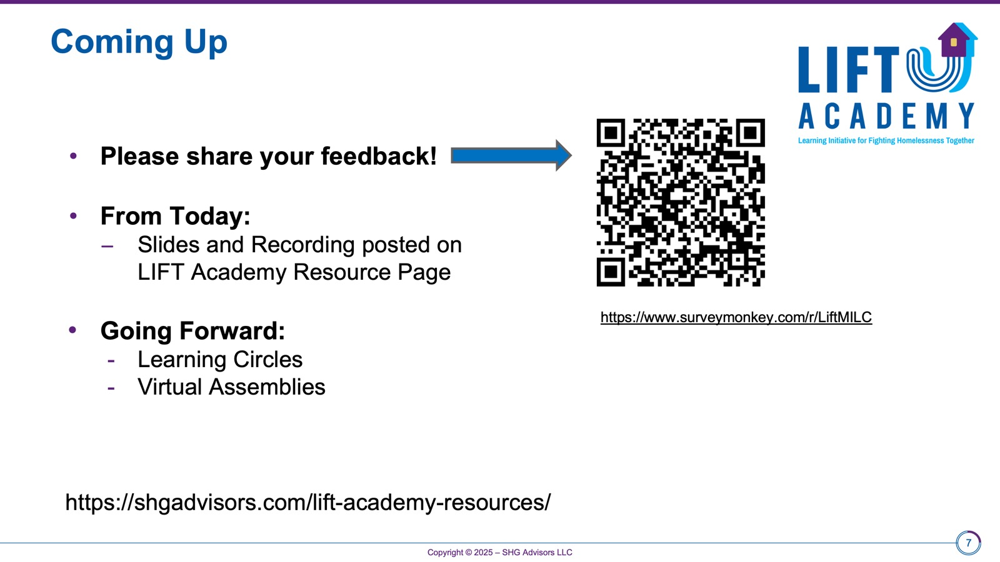 Coming Up
LIFT
ACADEMY
Learning Initiative for Fighting Homelessness Together
• Please share your feedback!
• From Today:
– Slides and Recording posted on
LIFT Academy Resource Page
https://www.surveymonkey.com/r/LiftMILC
• Going Forward:
- Learning Circles
- Virtual Assemblies
https://shgadvisors.com/lift-academy-resources/
Copyright © 2025 – SHG Advisors LLC
7